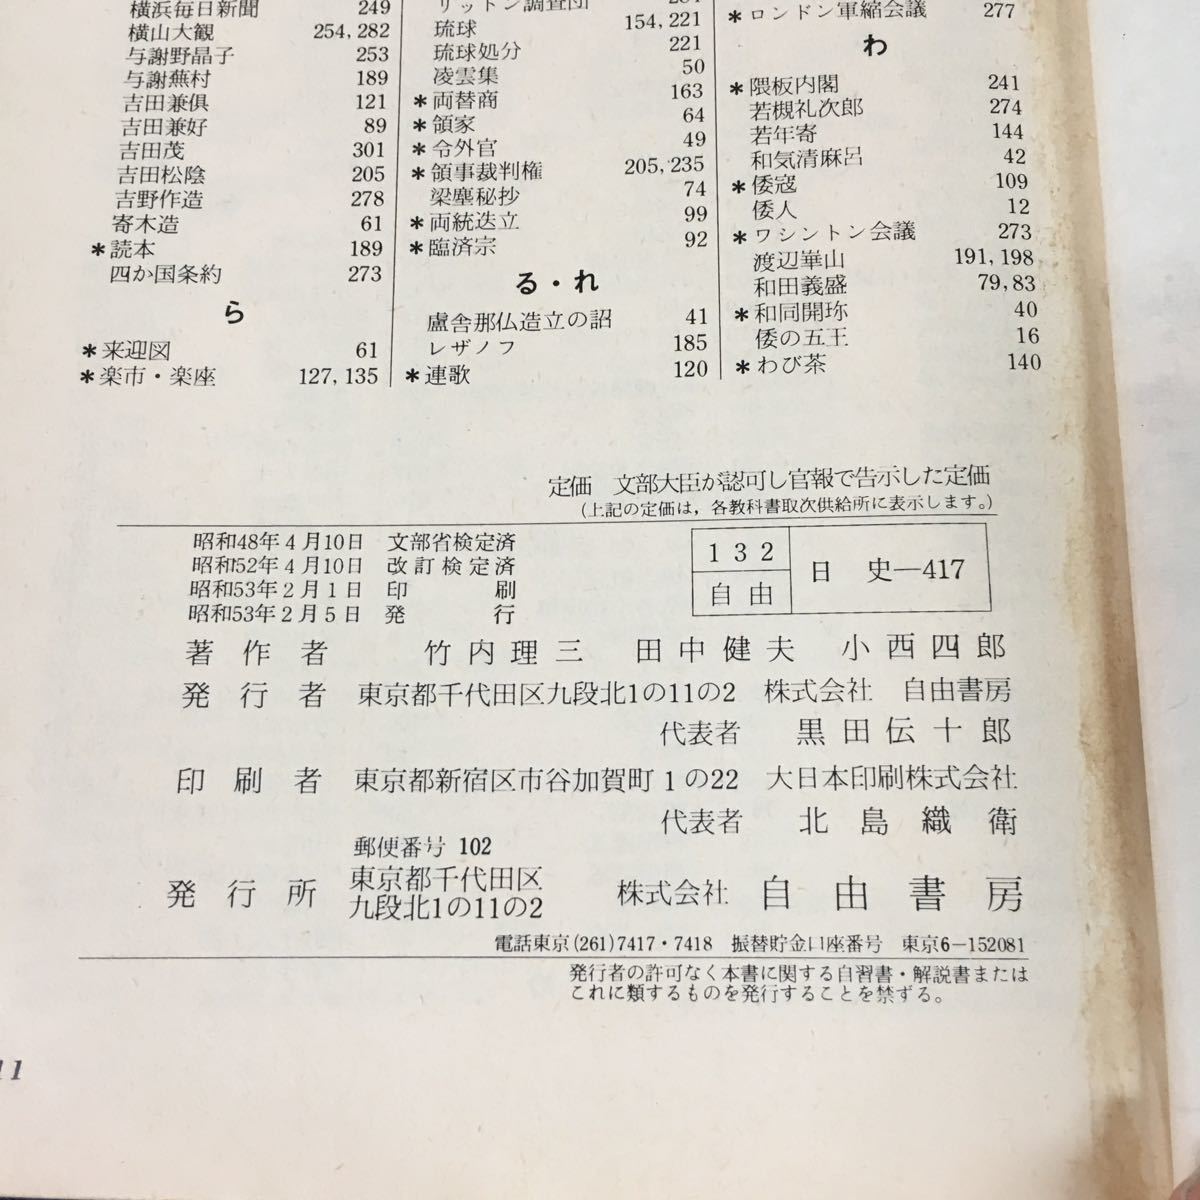 横浜毎日新聞 249
横山大観 254, 282
与謝野晶子 253
与謝蕪村 189
吉田兼倶 121
吉田兼好 89
吉田茂 301
吉田松陰 205
吉野作造 278
寄木造 61
*読本 189
四か国条約 273
ら
*来迎図 61
*楽市・楽座 127, 135
リットン調査団
琉球 154, 221
琉球処分 221
凌雲集 50
*両替商 163
*領家 64
*令外官 49
*領事裁判権 205, 235
梁塵秘抄 74
*両統迭立 99
*臨済宗 92
る・れ
盧舎那仏造立の詔 41
レザノフ 185
*連歌 120
*ロンドン軍縮会議 277
わ
*隈板内閣 241
若槻礼次郎 274
若年寄 144
和気清麻呂 42
*倭寇 109
倭人 12
*ワシントン会議 273
渡辺崋山 191, 198
和田義盛 79, 83
*和同開珎 40
倭の五王 16
*わび茶 140
定価 文部大臣が認可し官報で告示した定価
(上記の定価は,各教科書取次供給所に表示します。)
昭和48年4月10日 文部省検定済
昭和52年4月10日 改訂検定済
昭和53年2月1日 印刷
昭和53年2月5日 発行
132
自由
日史―417
著作者 竹内理三 田中健夫 小西四郎
発行者 東京都千代田区九段北1の11の2 株式会社 自由書房
代表者 黒田伝十郎
印刷者 東京都新宿区市谷加賀町1の22 大日本印刷株式会社
代表者 北島織衛
郵便番号 102
発行所 東京都千代田区
九段北1の11の2
株式会社 自由書房
電話東京(261)7417・7418 振替貯金口座番号 東京6-152081
発行者の許可なく本書に関する自習書・解説書または
これに類するものを発行することを禁ずる。
11